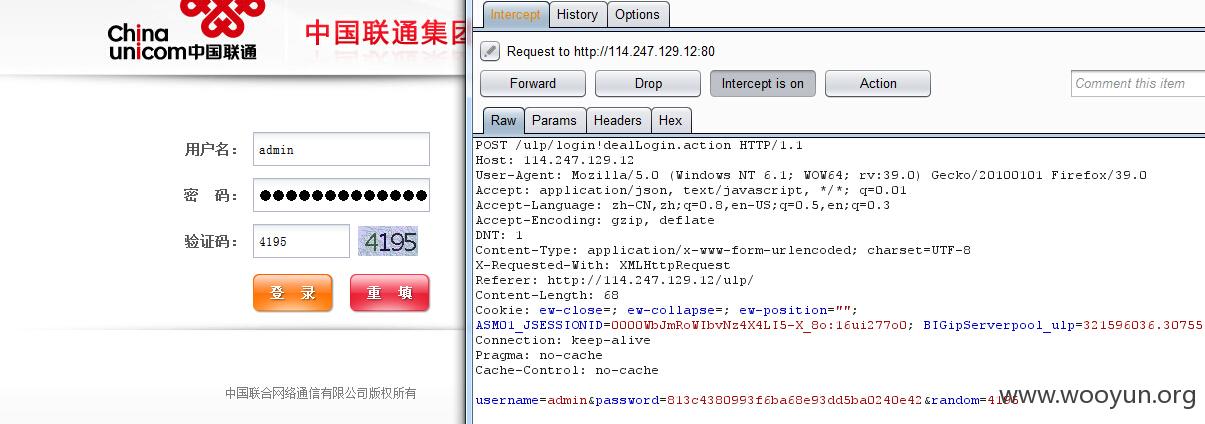 China
unicom中国联通
中国联通集团
用户名：
admin
密 码：
验证码：
4195
4195
登 录
重 填
中国联合网络通信有限公司版权所有
Intercept
History
Options
Request to http://114.247.129.12:80
Forward
Drop
Intercept is on
Action
Comment this item
Raw
Params
Headers
Hex
POST /ulp/login!dealLogin.action HTTP/1.1
Host: 114.247.129.12
User-Agent: Mozilla/5.0 (Windows NT 6.1; WOW64; rv:39.0) Gecko/20100101 Firefox/39.0
Accept: application/json, text/javascript, */*; q=0.01
Accept-Language: zh-CN,zh;q=0.8,en-US;q=0.5,en;q=0.3
Accept-Encoding: gzip, deflate
DNT: 1
Content-Type: application/x-www-form-urlencoded; charset=UTF-8
X-Requested-With: XMLHttpRequest
Referer: http://114.247.129.12/ulp/
Content-Length: 68
Cookie: ew-close=; ew-collapse=; ew-position="";
ASM01_JSESSIONID=0000WbJmRoWIbvNz4X4LI5-X_8o:16ui277o0; BIGipServerpool_ulp=321596036.30755
Connection: keep-alive
Pragma: no-cache
Cache-Control: no-cache
username=admin&password=813c4380993f6ba68e93dd5ba0240e42&random=4195
www.wooyun.org